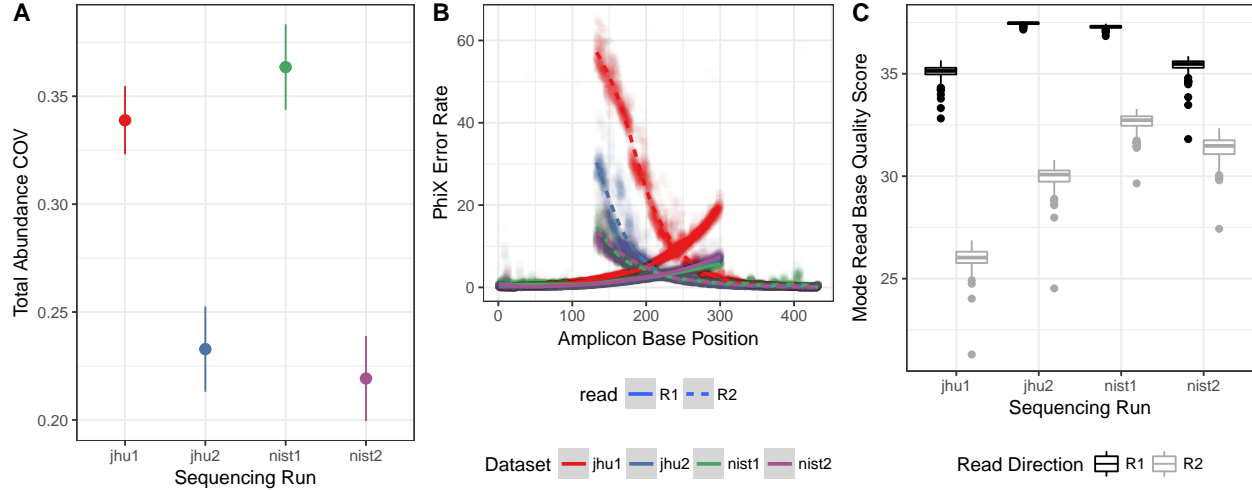 A
Total Abundance COV
0.35
0.30
0.25
0.20
jhu1 jhu2 nist1 nist2
Sequencing Run
B
PhiX Error Rate
60
40
20
0
0 100 200 300 400
Amplicon Base Position
read R1 R2
Dataset jhu1 jhu2 nist1 nist2
C
Mode Read Base Quality Score
35
30
25
jhu1 jhu2 nist1 nist2
Sequencing Run
Read Direction R1 R2